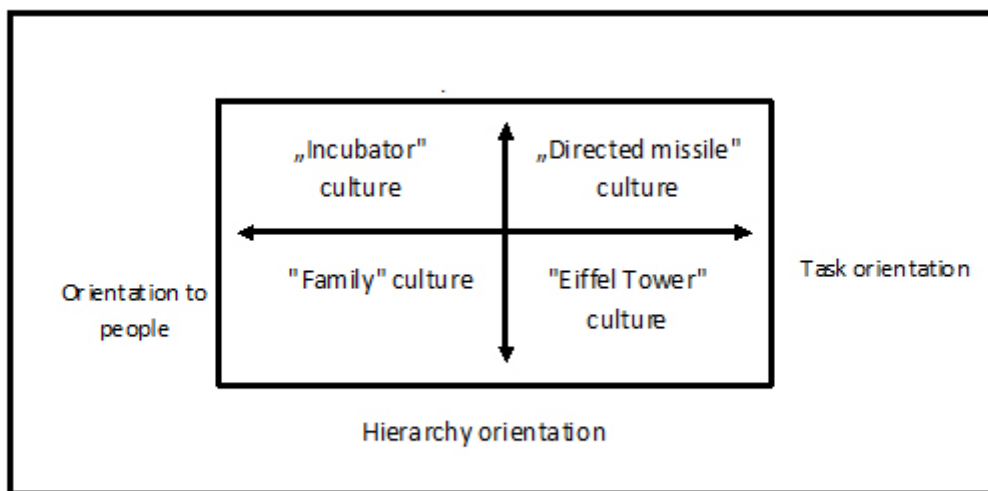 „Incubator"
culture
„Directed missile"
culture
"Family" culture
"Eiffel Tower"
culture
Orientation to
people
Task orientation
Hierarchy orientation